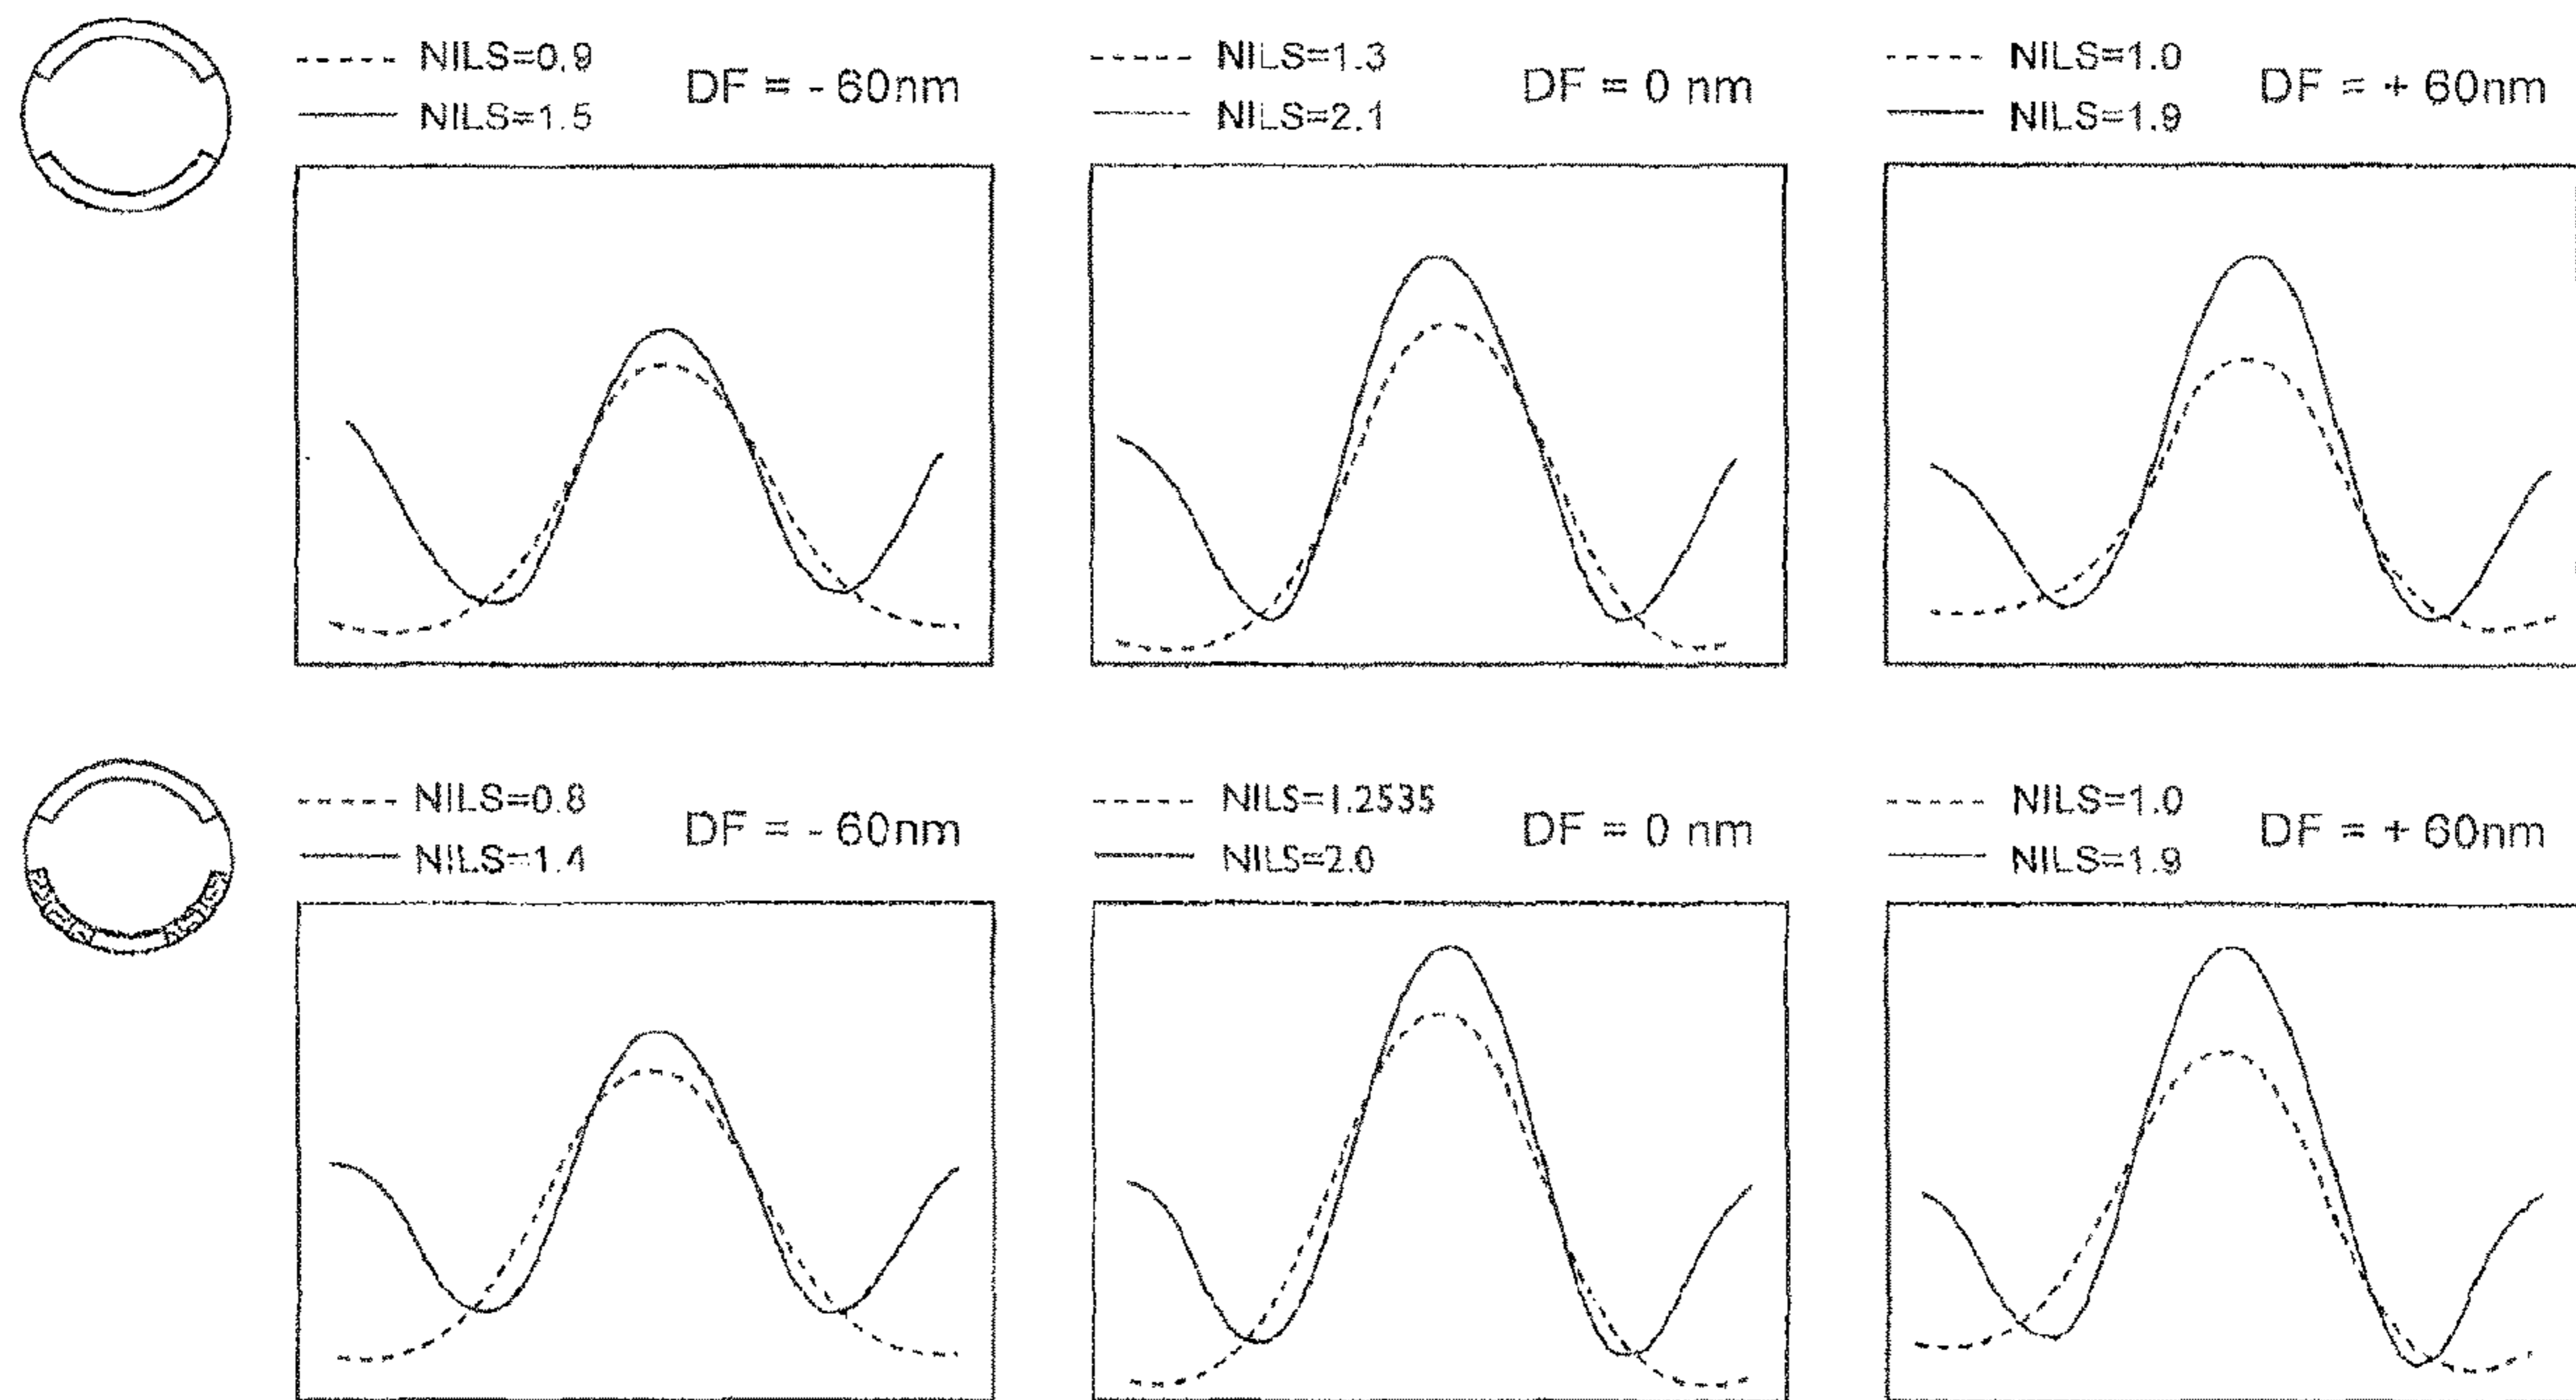 NILS=0.9
NILS=1.5
DF = - 60nm
NILS=1.3
NILS=2.1
DF = 0 nm
NILS=1.0
NILS=1.9
DF = + 60nm
NILS=0.8
NILS=1.4
DF = - 60nm
NILS=1.2535
NILS=2.0
DF = 0 nm
NILS=1.0
NILS=1.9
DF = + 60nm